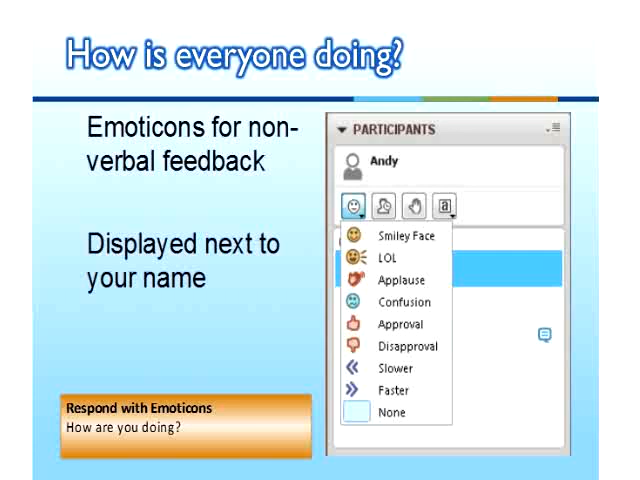 How is everyone doing?
Emoticons for non-
verbal feedback
Displayed next to
your name
Respond with Emoticons
How are you doing?
PARTICIPANTS
Andy
a
Smiley Face
LOL
Applause
Confusion
Approval
Disapproval
Slower
Faster
None